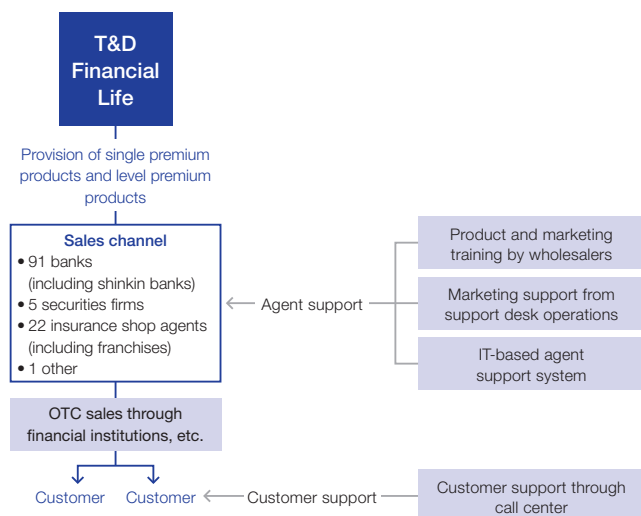 T&D
Financial
Life
Provision of single premium
products and level premium
products
Sales channel
• 91 banks
(including shinkin banks)
• 5 securities firms
• 22 insurance shop agents
(including franchises)
• 1 other
Agent support
Product and marketing
training by wholesalers
Marketing support from
support desk operations
IT-based agent
support system
OTC sales through
financial institutions, etc.
Customer
Customer
Customer support
Customer support through
call center